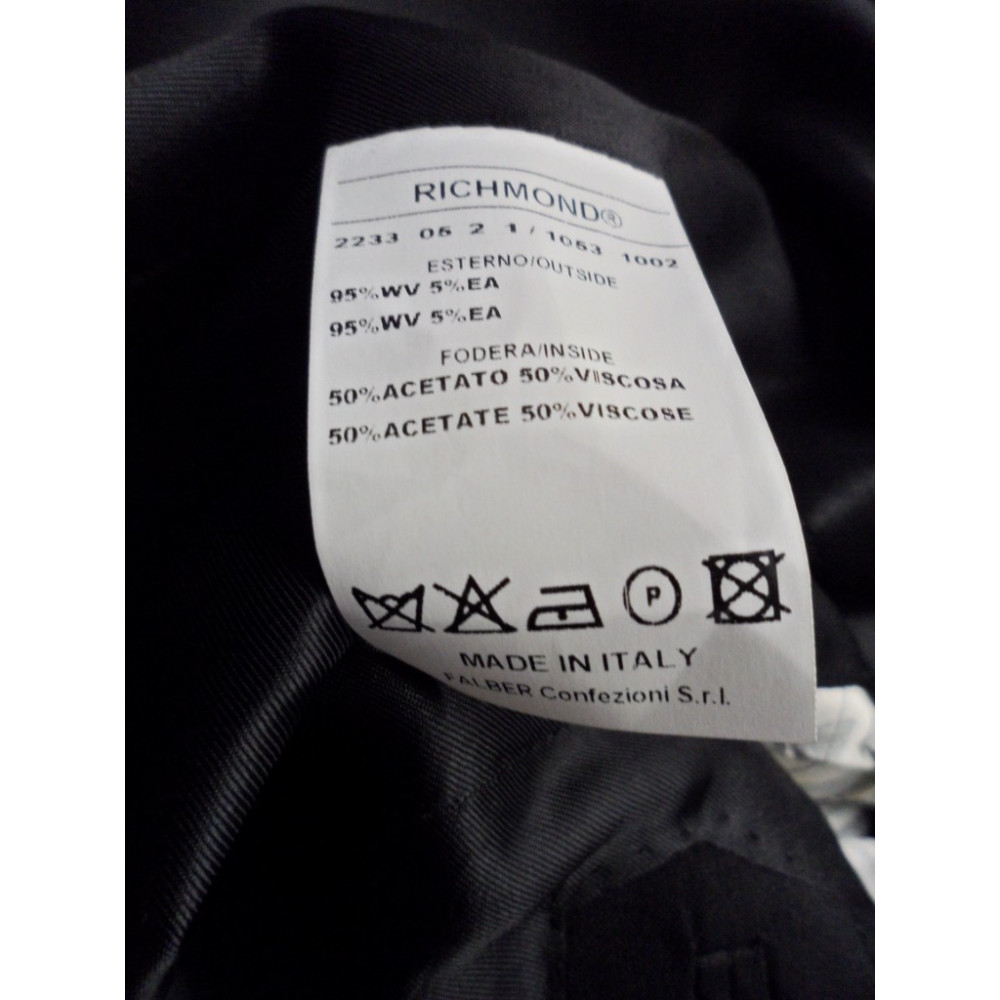 RICHMOND®
2233 05 2 1 / 1053 1002
ESTERNO/OUTSIDE
95%WV 5%EA
95%WV 5%EA
FODERA/INSIDE
50%ACETATO 50%VISCOSA
50%ACETATE 50%VISCOSE
P
MADE IN ITALY
FALBER Confezioni S.r.l.